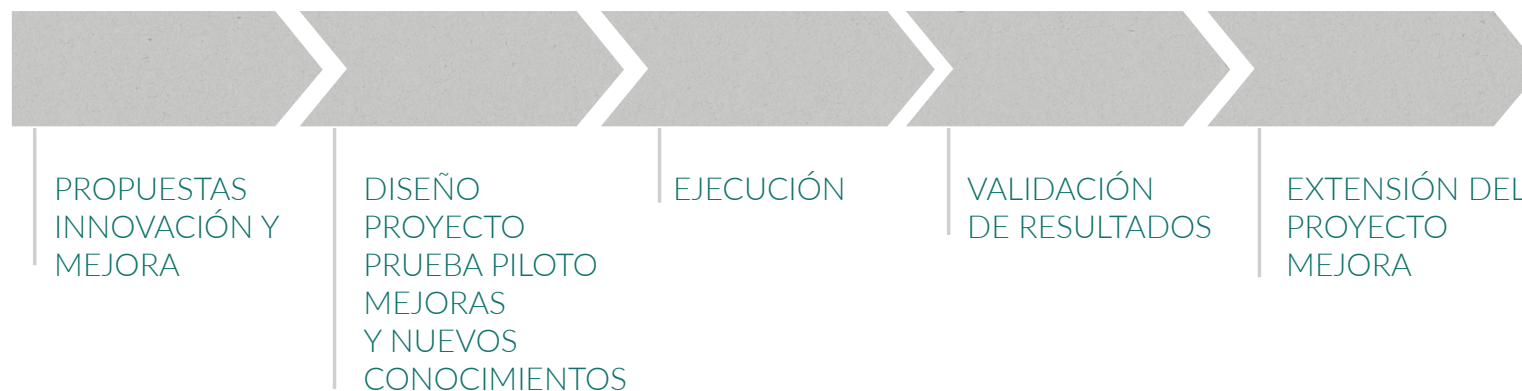 PROPUESTAS
INNOVACIÓN Y
MEJORA
DISEÑO
PROYECTO
PRUEBA PILOTO
MEJORAS
Y NUEVOS
CONOCIMIENTOS
EJECUCIÓN
VALIDACIÓN
DE RESULTADOS
EXTENSIÓN DEL
PROYECTO
MEJORA